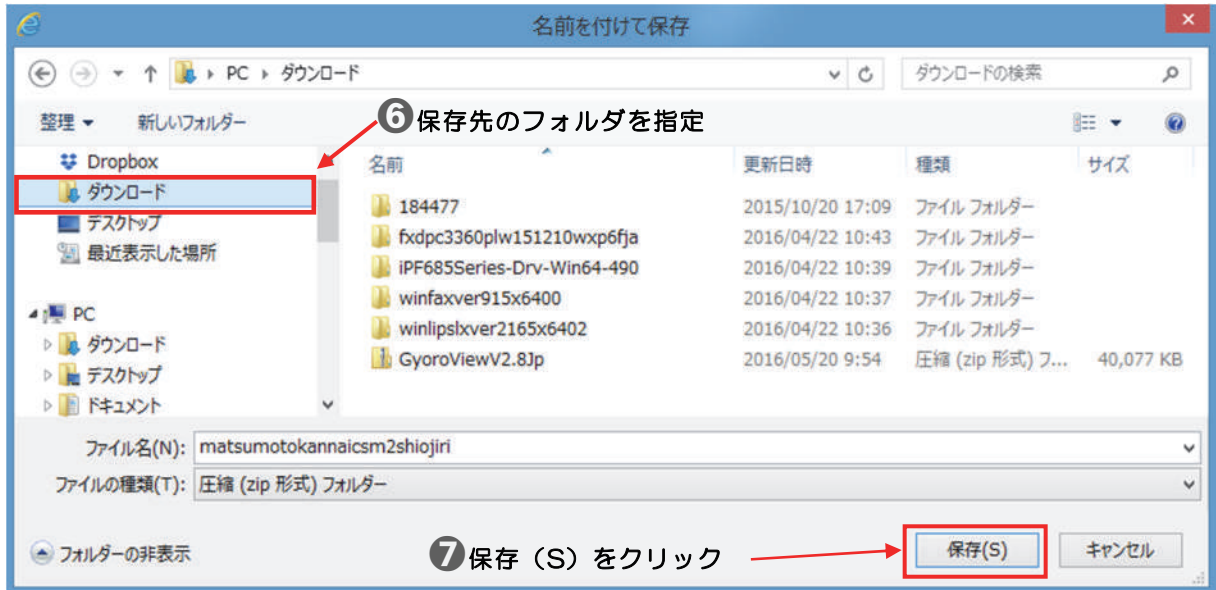 名前を付けて保存
PC ダウンロード ダウンロードの検索
整理 新しいフォルダー
❻保存先のフォルダを指定
Dropbox
ダウンロード
デスクトップ
最近表示した場所
PC
ダウンロード
デスクトップ
ドキュメント
名前 更新日時 種類 サイズ
184477 2015/10/20 17:09 ファイル フォルダー
fxdpc3360plw151210wxp6fja 2016/04/22 10:43 ファイル フォルダー
iPF685Series-Drv-Win64-490 2016/04/22 10:39 ファイル フォルダー
winfaxver915x6400 2016/04/22 10:37 ファイル フォルダー
winlipslxver2165x6402 2016/04/22 10:36 ファイル フォルダー
GyoroViewV2.8Jp 2016/05/20 9:54 圧縮 (zip 形式) フ... 40,077 KB
ファイル名(N): matsumotokannaicsm2shiojiri
ファイルの種類(T): 圧縮 (zip 形式) フォルダー
フォルダーの非表示
❼保存（S）をクリック
保存(S) キャンセル